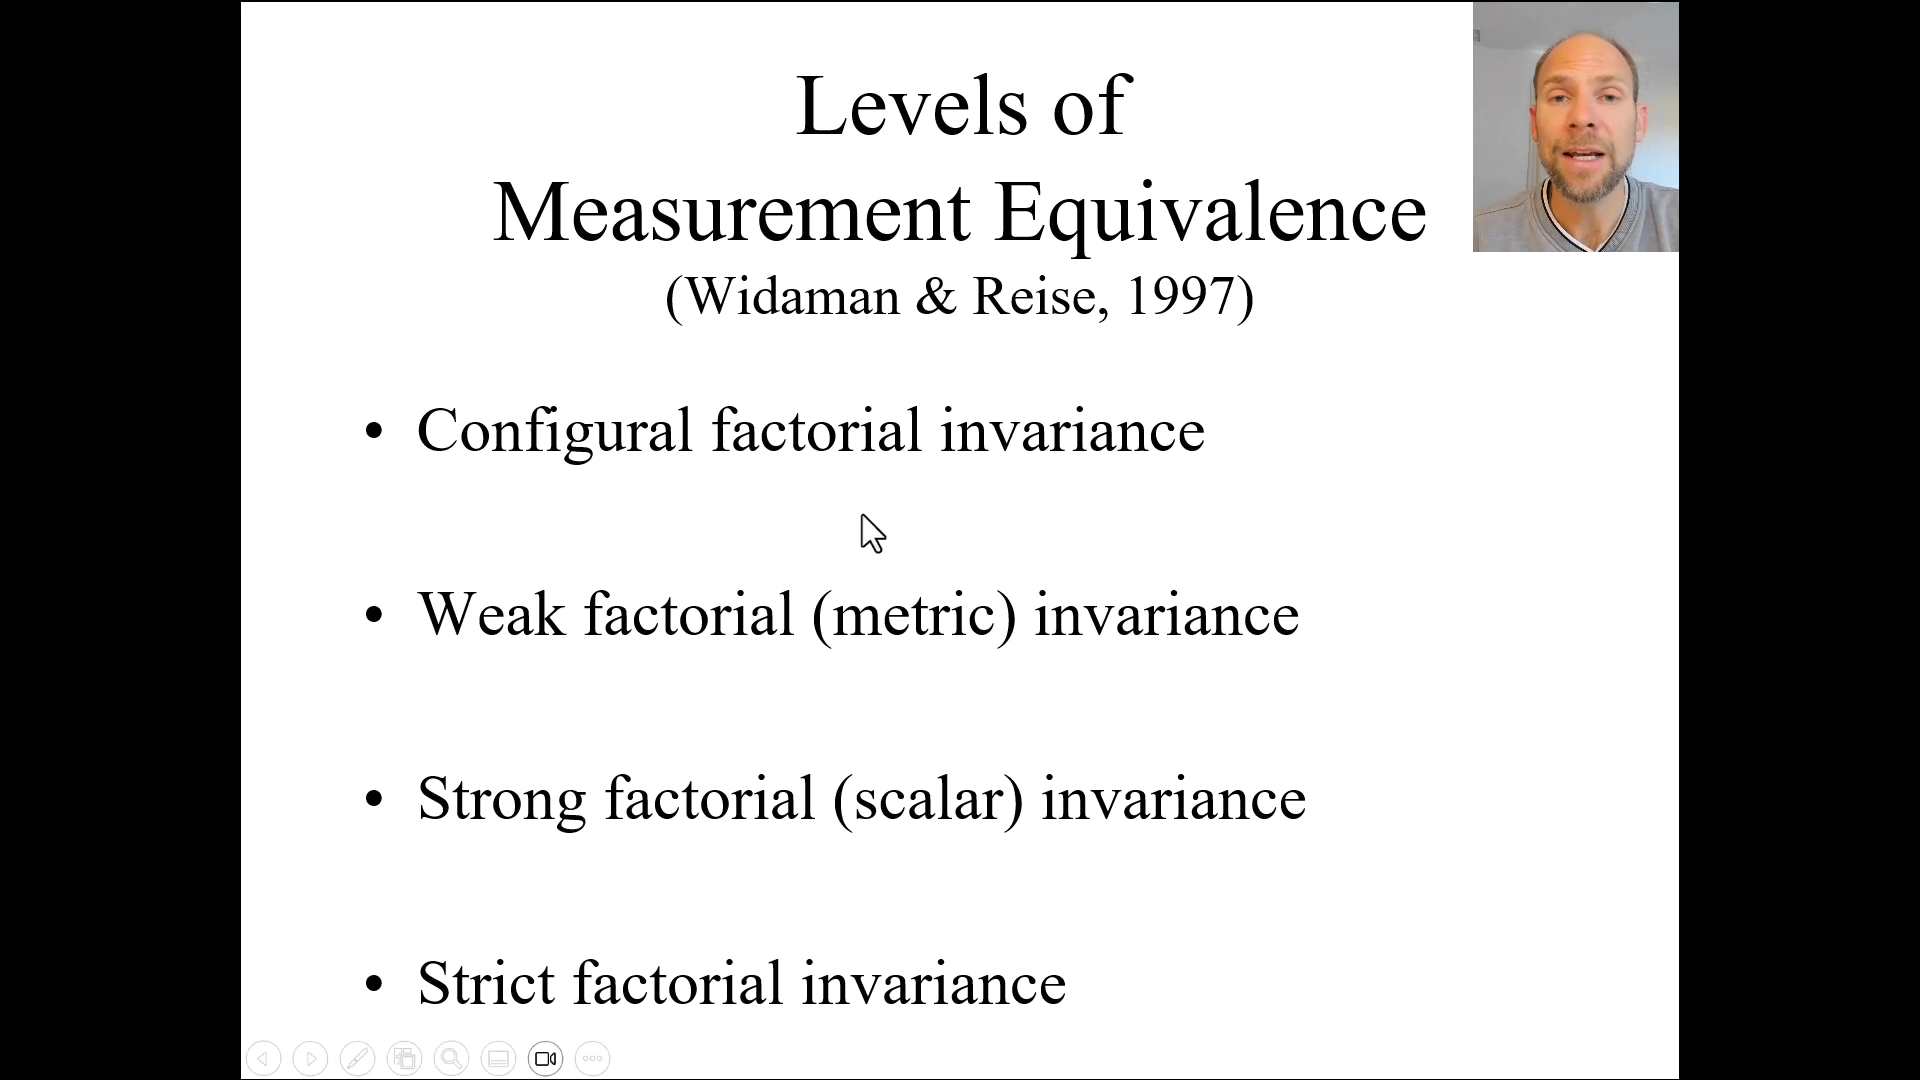 Levels of
Measurement Equivalence
(Widaman & Reise, 1997)
• Configural factorial invariance
• Weak factorial (metric) invariance
• Strong factorial (scalar) invariance
• Strict factorial invariance